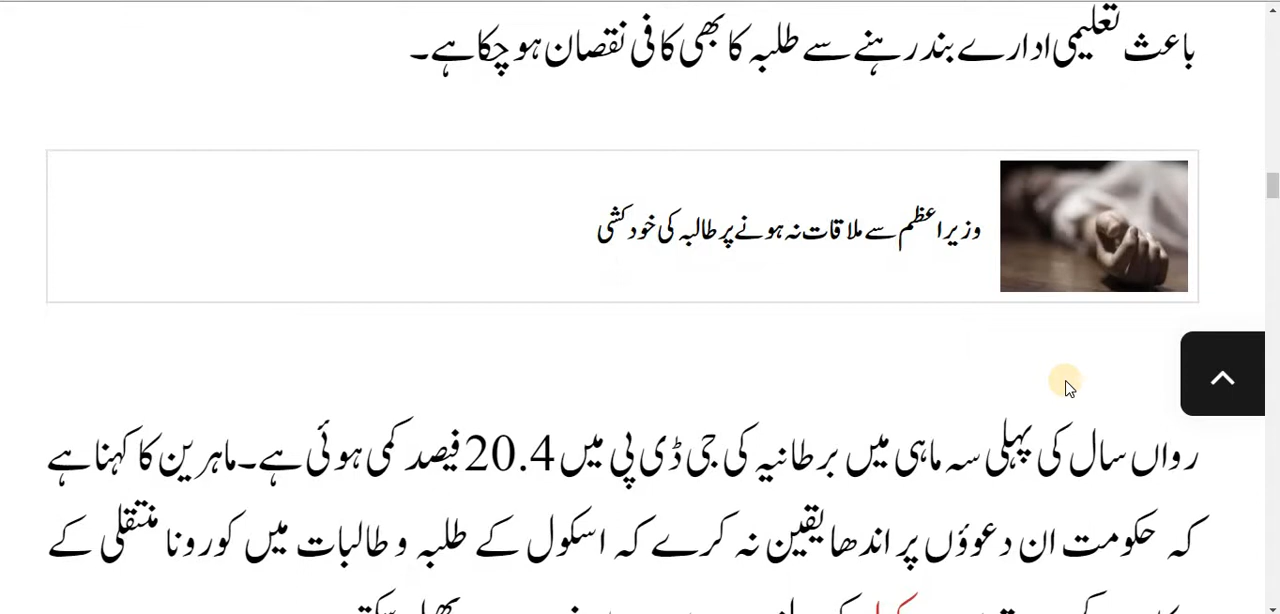 باعث تعلیمی ادارے بند رہنے سے طلبہ کا بھی کافی نقصان ہو چکا ہے۔
وزیراعظم سے ملاقات نہ ہونے پر طالبہ کی خودکشی
رواں سال کی پہلی سہ ماہی میں برطانیہ کی جی ڈی پی میں 20.4 فیصد کمی ہوئی ہے۔ ماہرین کا کہنا ہے
کہ حکومت ان دعوؤں پر اندھا یقین نہ کرے کہ اسکول کے طلبہ و طالبات میں کورونا منتقلی کے